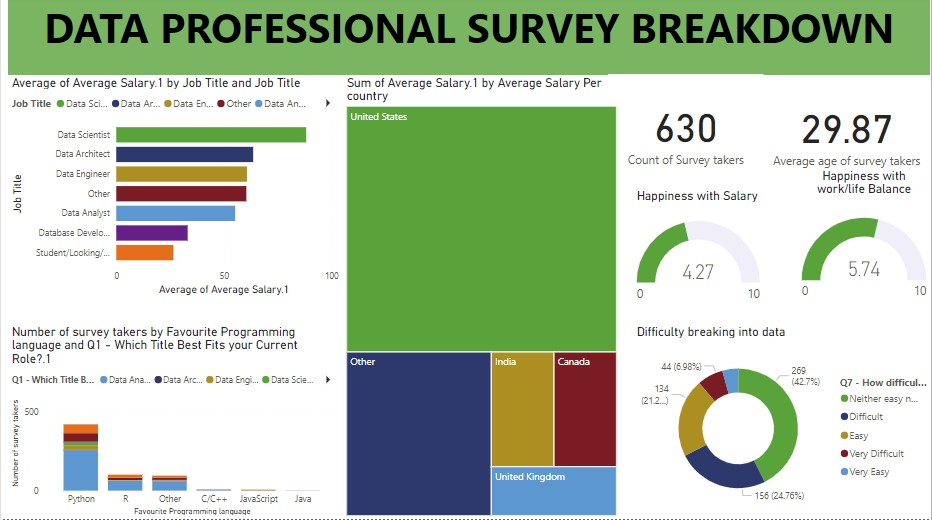 DATA PROFESSIONAL SURVEY BREAKDOWN
Average of Average Salary.1 by Job Title and Job Title
Job Title Data Sci... Data Ar... Data En... Other Data An...
Job Title
Data Scientist
Data Architect
Data Engineer
Other
Data Analyst
Database Develo...
Student/Looking/...
0 50 100
Average of Average Salary.1
Number of survey takers by Favourite Programming
language and Q1 - Which Title Best Fits your Current
Role?.1
Q1 - Which Title B... Data Ana... Data Arc... Data Engi... Data Scie...
Number of survey takers
500
0
Python R Other C/C++ JavaScript Java
Favourite Programming language
Sum of Average Salary.1 by Average Salary Per
country
United States
Other
India
Canada
United Kingdom
630
Count of Survey takers
29.87
Average age of survey takers
Happiness with Salary
4.27
0 10
Happiness with
work/life Balance
5.74
0 10
Difficulty breaking into data
44 (6.98%)
134
(21.2...)
269
(42.7%)
156 (24.76%)
Q7 - How difficul...
Neither easy n...
Difficult
Easy
Very Difficult
Very Easy